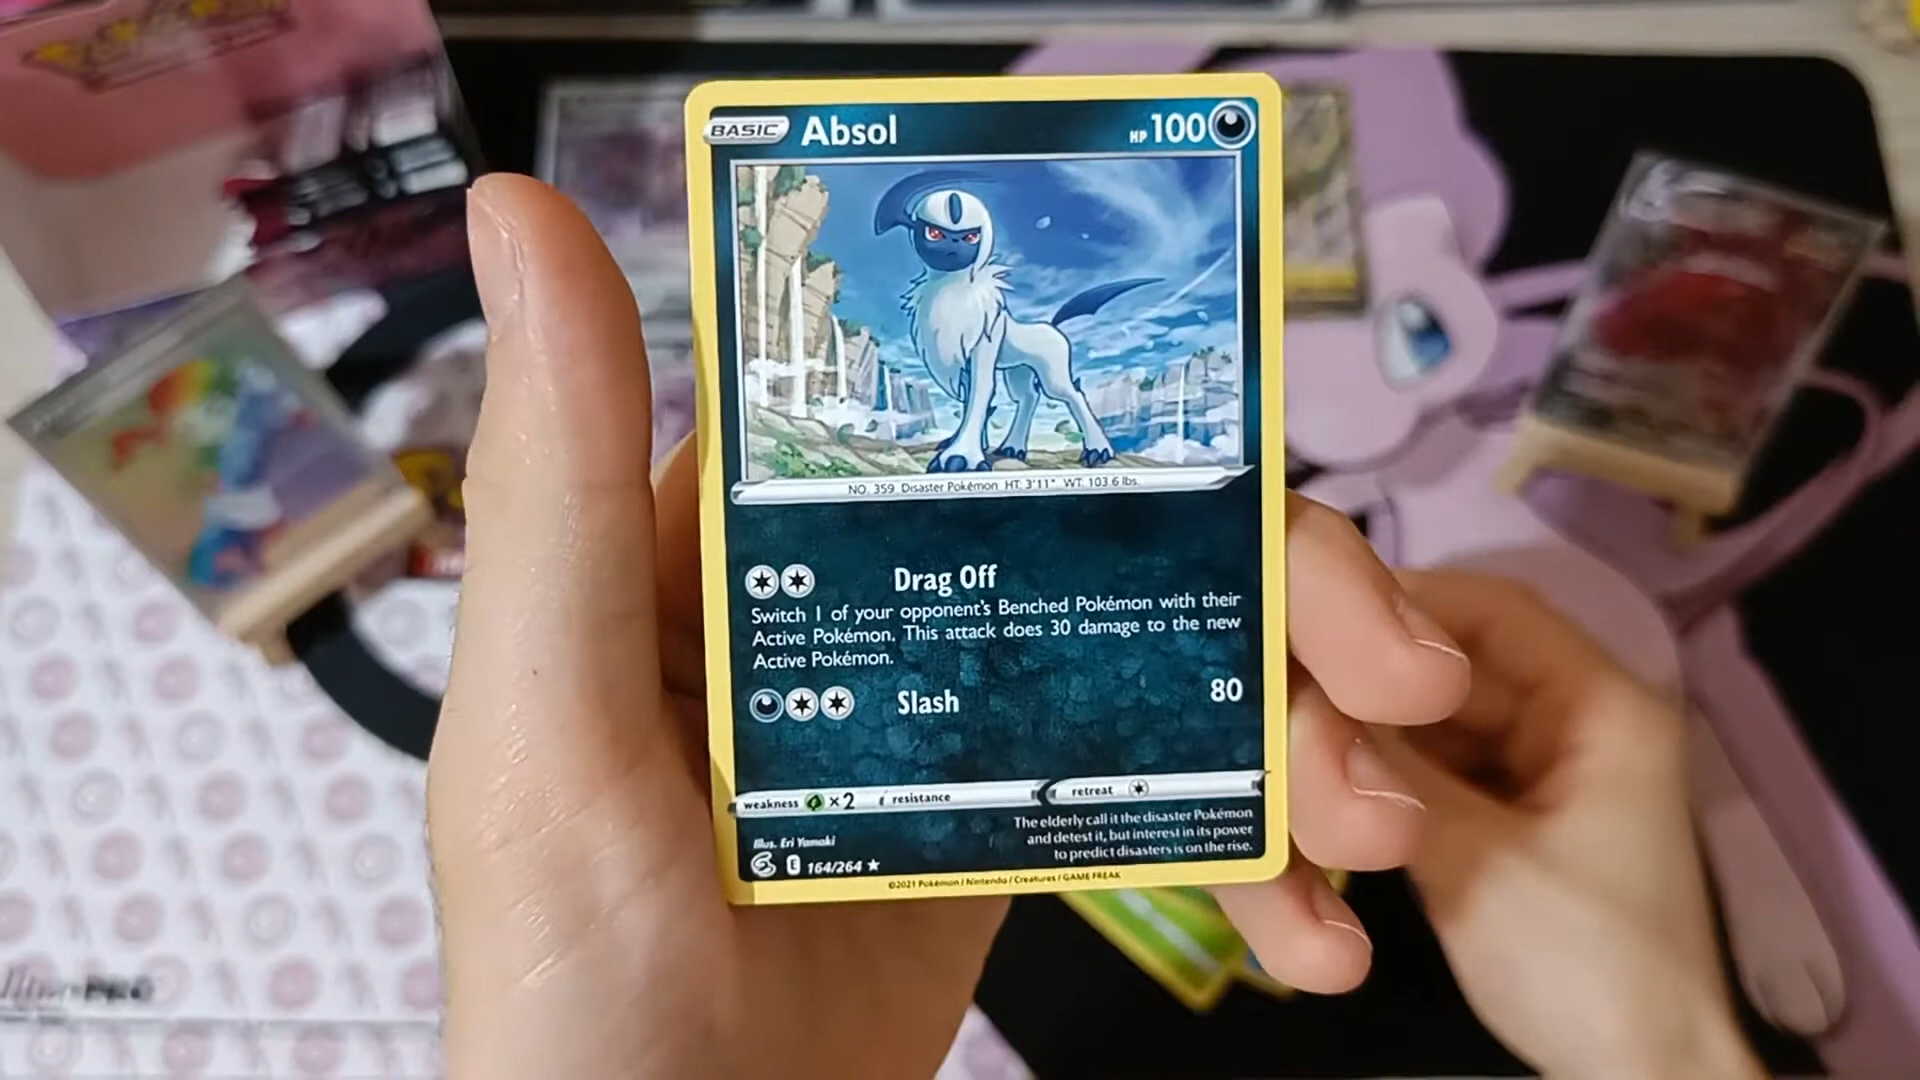 BASIC Absol HP 100
NO. 359 Disaster Pokémon HT: 3'11" WT: 103.6 lbs.
Drag Off
Switch 1 of your opponent's Benched Pokémon with their
Active Pokémon. This attack does 30 damage to the new
Active Pokémon.
Slash 80
weakness ×2 resistance retreat
The elderly call it the disaster Pokémon
and detest it, but interest in its power
to predict disasters is on the rise.
Illus. Eri Yamaki
E 164/264 ★
©2021 Pokémon / Nintendo / Creatures / GAME FREAK